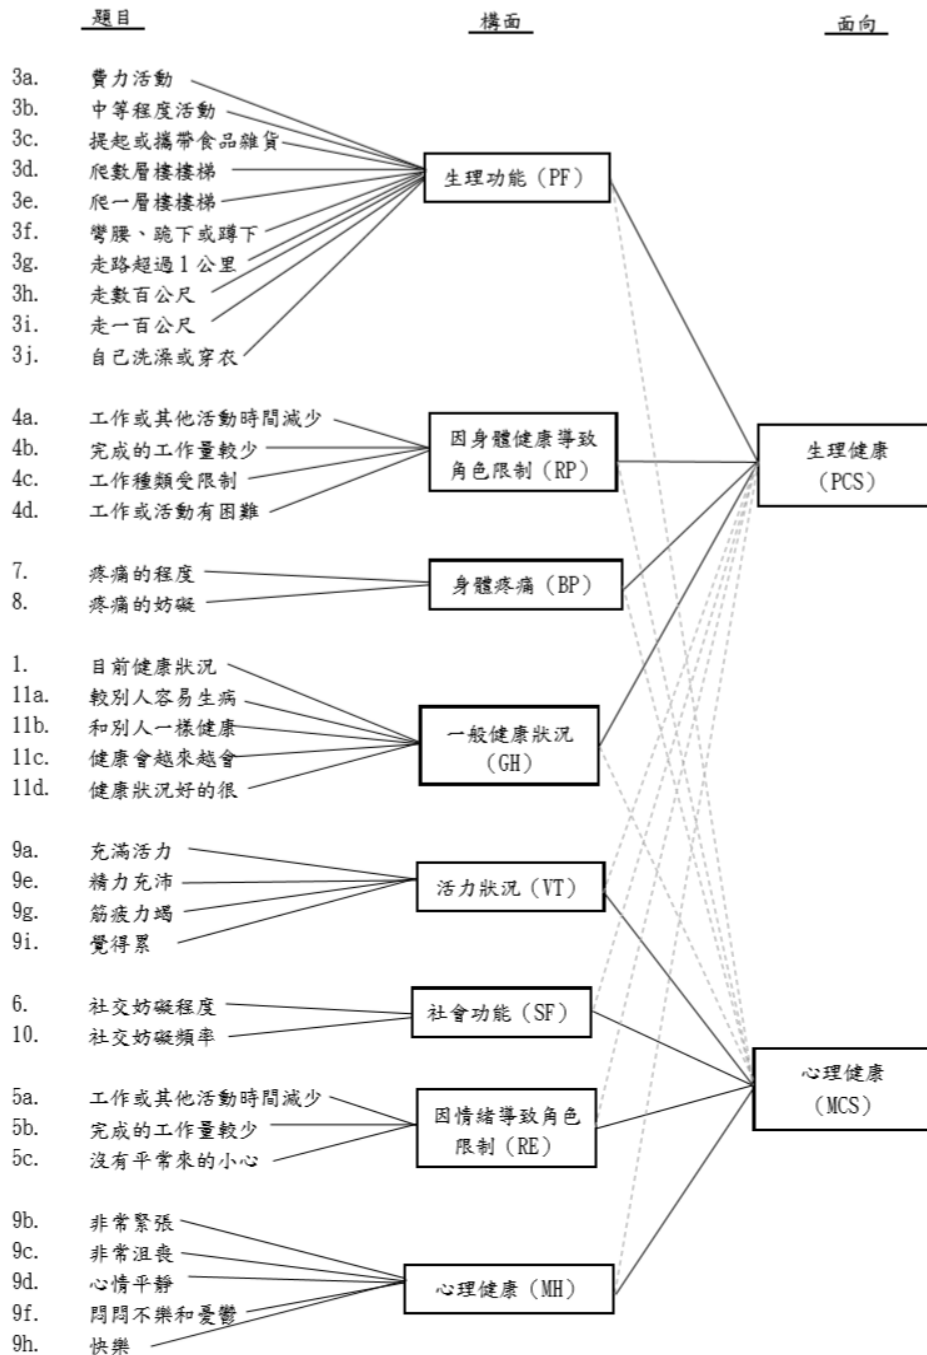 題目 構面 面向
3a. 費力活動
3b. 中等程度活動
3c. 提起或攜帶食品雜貨
3d. 爬數層樓樓梯
3e. 爬一層樓樓梯
3f. 彎腰、跪下或蹲下
3g. 走路超過1公里
3h. 走數百公尺
3i. 走一百公尺
3j. 自己洗澡或穿衣
生理功能（PF）
4a. 工作或其他活動時間減少
4b. 完成的工作量較少
4c. 工作種類受限制
4d. 工作或活動有困難
因身體健康導致
角色限制（RP）
生理健康
（PCS）
7. 疼痛的程度
8. 疼痛的妨礙
身體疼痛（BP）
1. 目前健康狀況
11a. 較別人容易生病
11b. 和別人一樣健康
11c. 健康會越來越會
11d. 健康狀況好的很
一般健康狀況
（GH）
9a. 充滿活力
9e. 精力充沛
9g. 筋疲力竭
9i. 覺得累
活力狀況（VT）
6. 社交妨礙程度
10. 社交妨礙頻率
社會功能（SF）
5a. 工作或其他活動時間減少
5b. 完成的工作量較少
5c. 沒有平常來的小心
因情緒導致角色
限制（RE）
心理健康
（MCS）
9b. 非常緊張
9c. 非常沮喪
9d. 心情平靜
9f. 悶悶不樂和憂鬱
9h. 快樂
心理健康（MH）